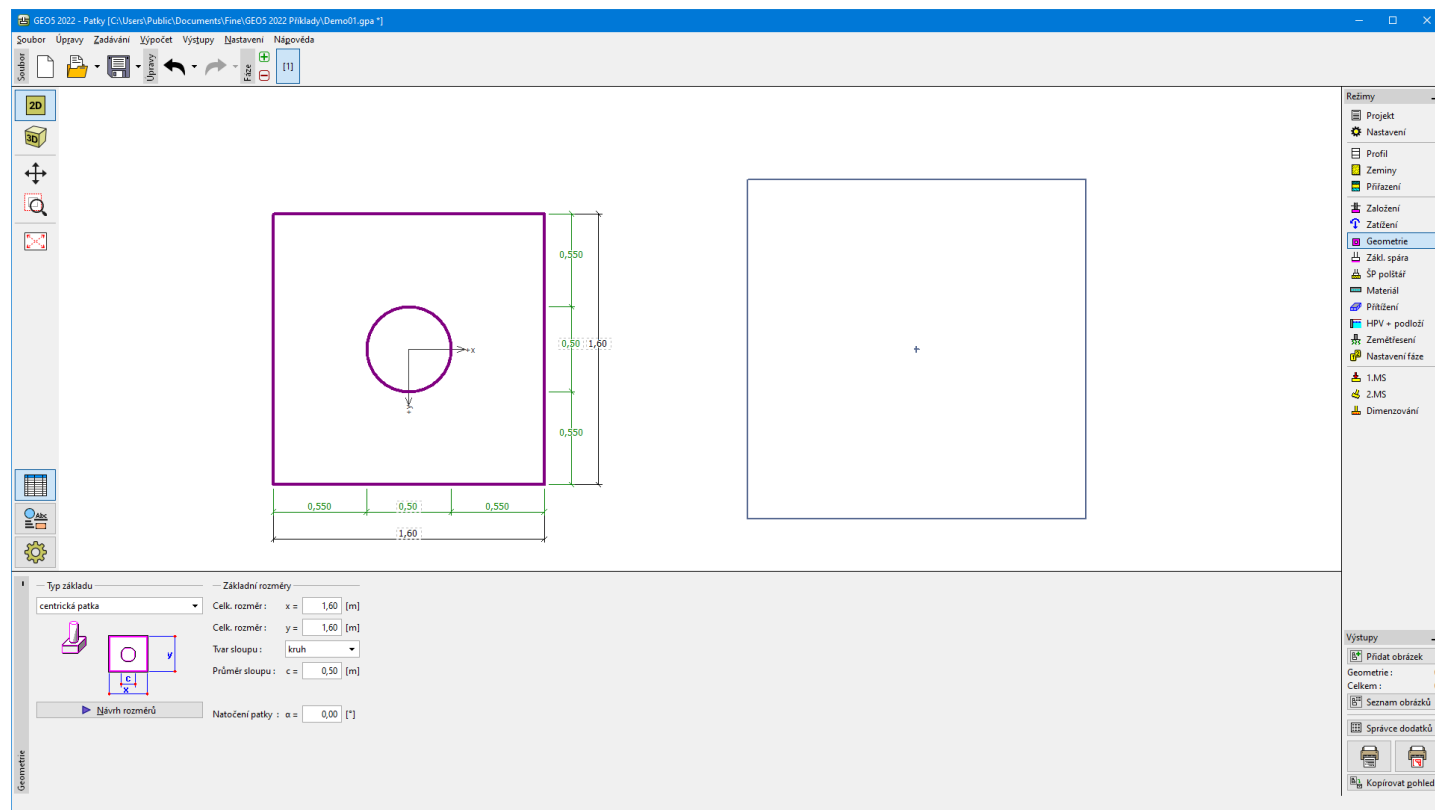 GEO5 2022 - Patky [C:\Users\Public\Documents\Fine\GEO5 2022 Příklady\Demo01.gpa *]
Soubor Úpravy Zadávání Výpočet Výstupy Nastavení Nápověda
Soubor
Úpravy
Fáze
[1]
2D
3D
0,550
0,50 1,60
0,550
+x
+y
0,550 0,50 0,550
1,60
Abc
Režimy
Projekt
Nastavení
Profil
Zeminy
Přiřazení
Založení
Zatížení
Geometrie
Zákl. spára
ŠP polštář
Materiál
Přitížení
HPV + podloží
Zemětřesení
Nastavení fáze
1.MS
2.MS
Dimenzování
Geometrie
Typ základu
centrická patka
y
c
x
Návrh rozměrů
Základní rozměry
Celk. rozměr : x = 1,60 [m]
Celk. rozměr : y = 1,60 [m]
Tvar sloupu : kruh
Průměr sloupu : c = 0,50 [m]
Natočení patky : α = 0,00 [°]
Výstupy
Přidat obrázek
Geometrie :
Celkem :
Seznam obrázků
Správce dodatků
Kopírovat pohled